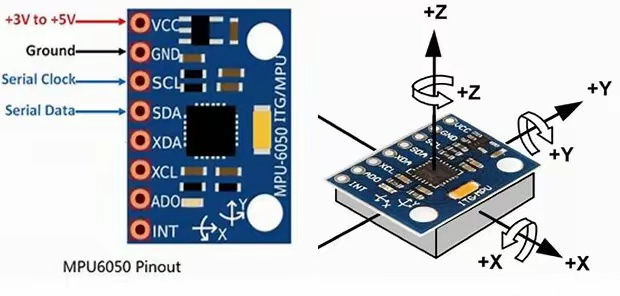 +3V to +5V
Ground
Serial Clock
Serial Data
VCC
GND
SCL
SDA
XDA
XCL
ADO
INT
MPU-6050 ITG/MPU
Y
X
MPU6050 Pinout
+Z
+Z
+Y
+Y
+X
+X
VCC
GND
SCL
SDA
XDA
XCL
ADO
INT
ITG/MPU